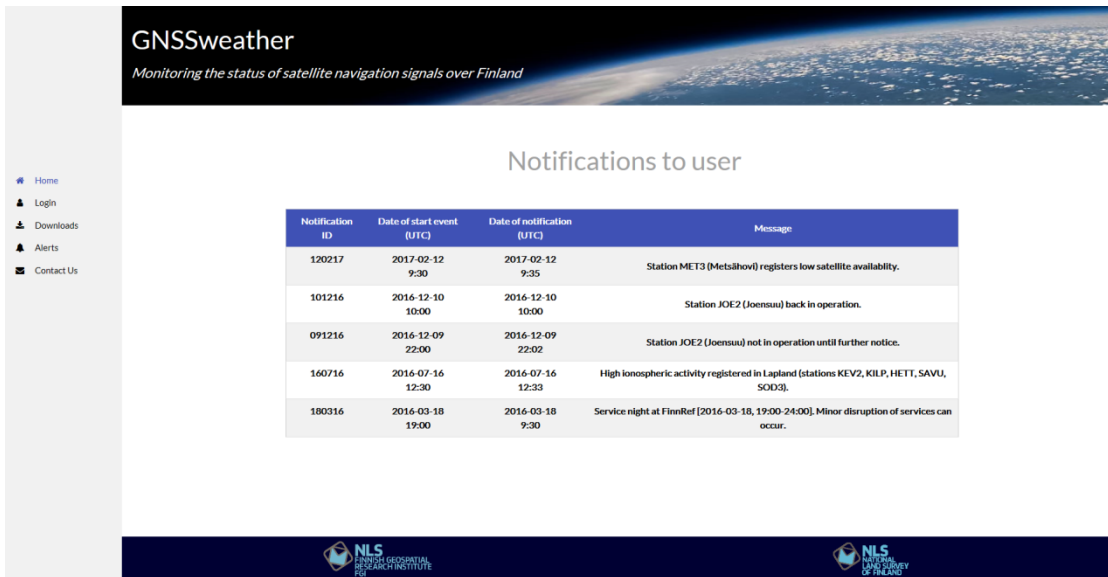 GNSSweather
Monitoring the status of satellite navigation signals over Finland
Home
Login
Downloads
Alerts
Contact Us
Notifications to user
Notification
ID
Date of start event
(UTC)
Date of notification
(UTC)
Message
120217
2017-02-12
9:30
2017-02-12
9:35
Station MET3 (Metsähovi) registers low satellite availablity.
101216
2016-12-10
10:00
2016-12-10
10:00
Station JOE2 (Joensuu) back in operation.
091216
2016-12-09
22:00
2016-12-09
22:02
Station JOE2 (Joensuu) not in operation until further notice.
160716
2016-07-16
12:30
2016-07-16
12:33
High ionospheric activity registered in Lapland (stations KEV2, KILP, HETT, SAVU,
SOD3).
180316
2016-03-18
19:00
2016-03-18
9:30
Service night at FinnRef [2016-03-18, 19:00-24:00]. Minor disruption of services can
occur.
NLS
FINNISH GEOSPATIAL
RESEARCH INSTITUTE
FGI
NLS
NATIONAL
LAND SURVEY
OF FINLAND